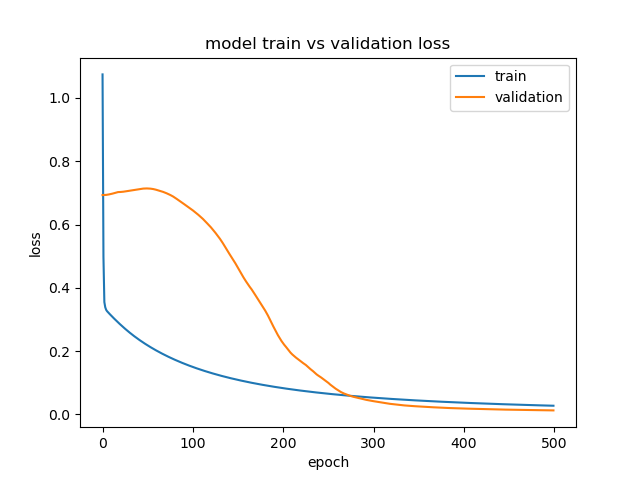 model train vs validation loss
train
validation
1.0
0.8
0.6
0.4
0.2
0.0
loss
0 100 200 300 400 500
epoch